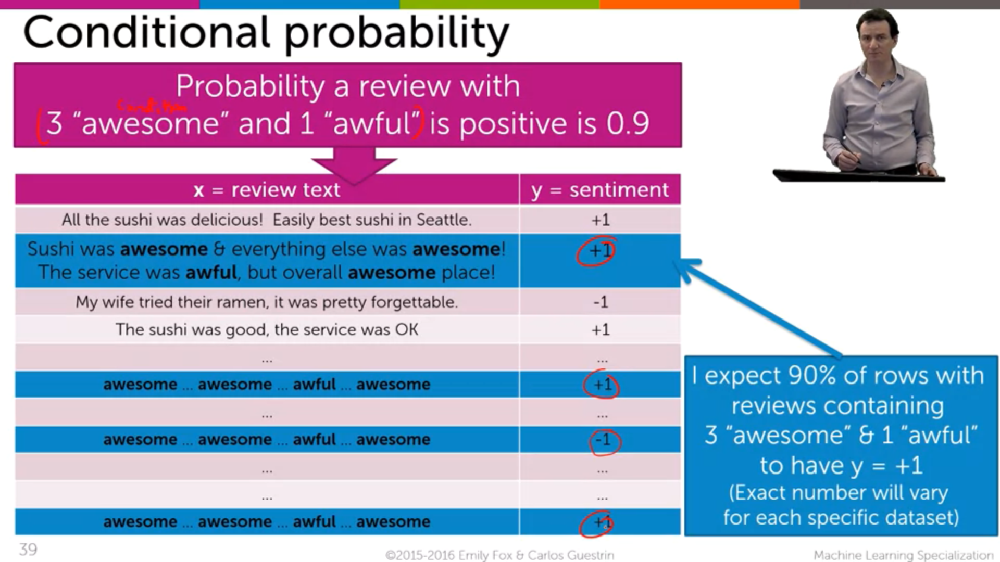 Conditional probability
Probability a review with
Condition
(3 “awesome” and 1 “awful”) is positive is 0.9
x = review text
y = sentiment
All the sushi was delicious! Easily best sushi in Seattle.
+1
Sushi was awesome & everything else was awesome!
The service was awful, but overall awesome place!
+1
My wife tried their ramen, it was pretty forgettable.
-1
The sushi was good, the service was OK
+1
...
...
awesome ... awesome ... awful ... awesome
+1
...
...
awesome ... awesome ... awful ... awesome
-1
...
...
...
...
awesome ... awesome ... awful ... awesome
+1
I expect 90% of rows with
reviews containing
3 “awesome” & 1 “awful”
to have y = +1
(Exact number will vary
for each specific dataset)
39
©2015-2016 Emily Fox & Carlos Guestrin
Machine Learning Specialization